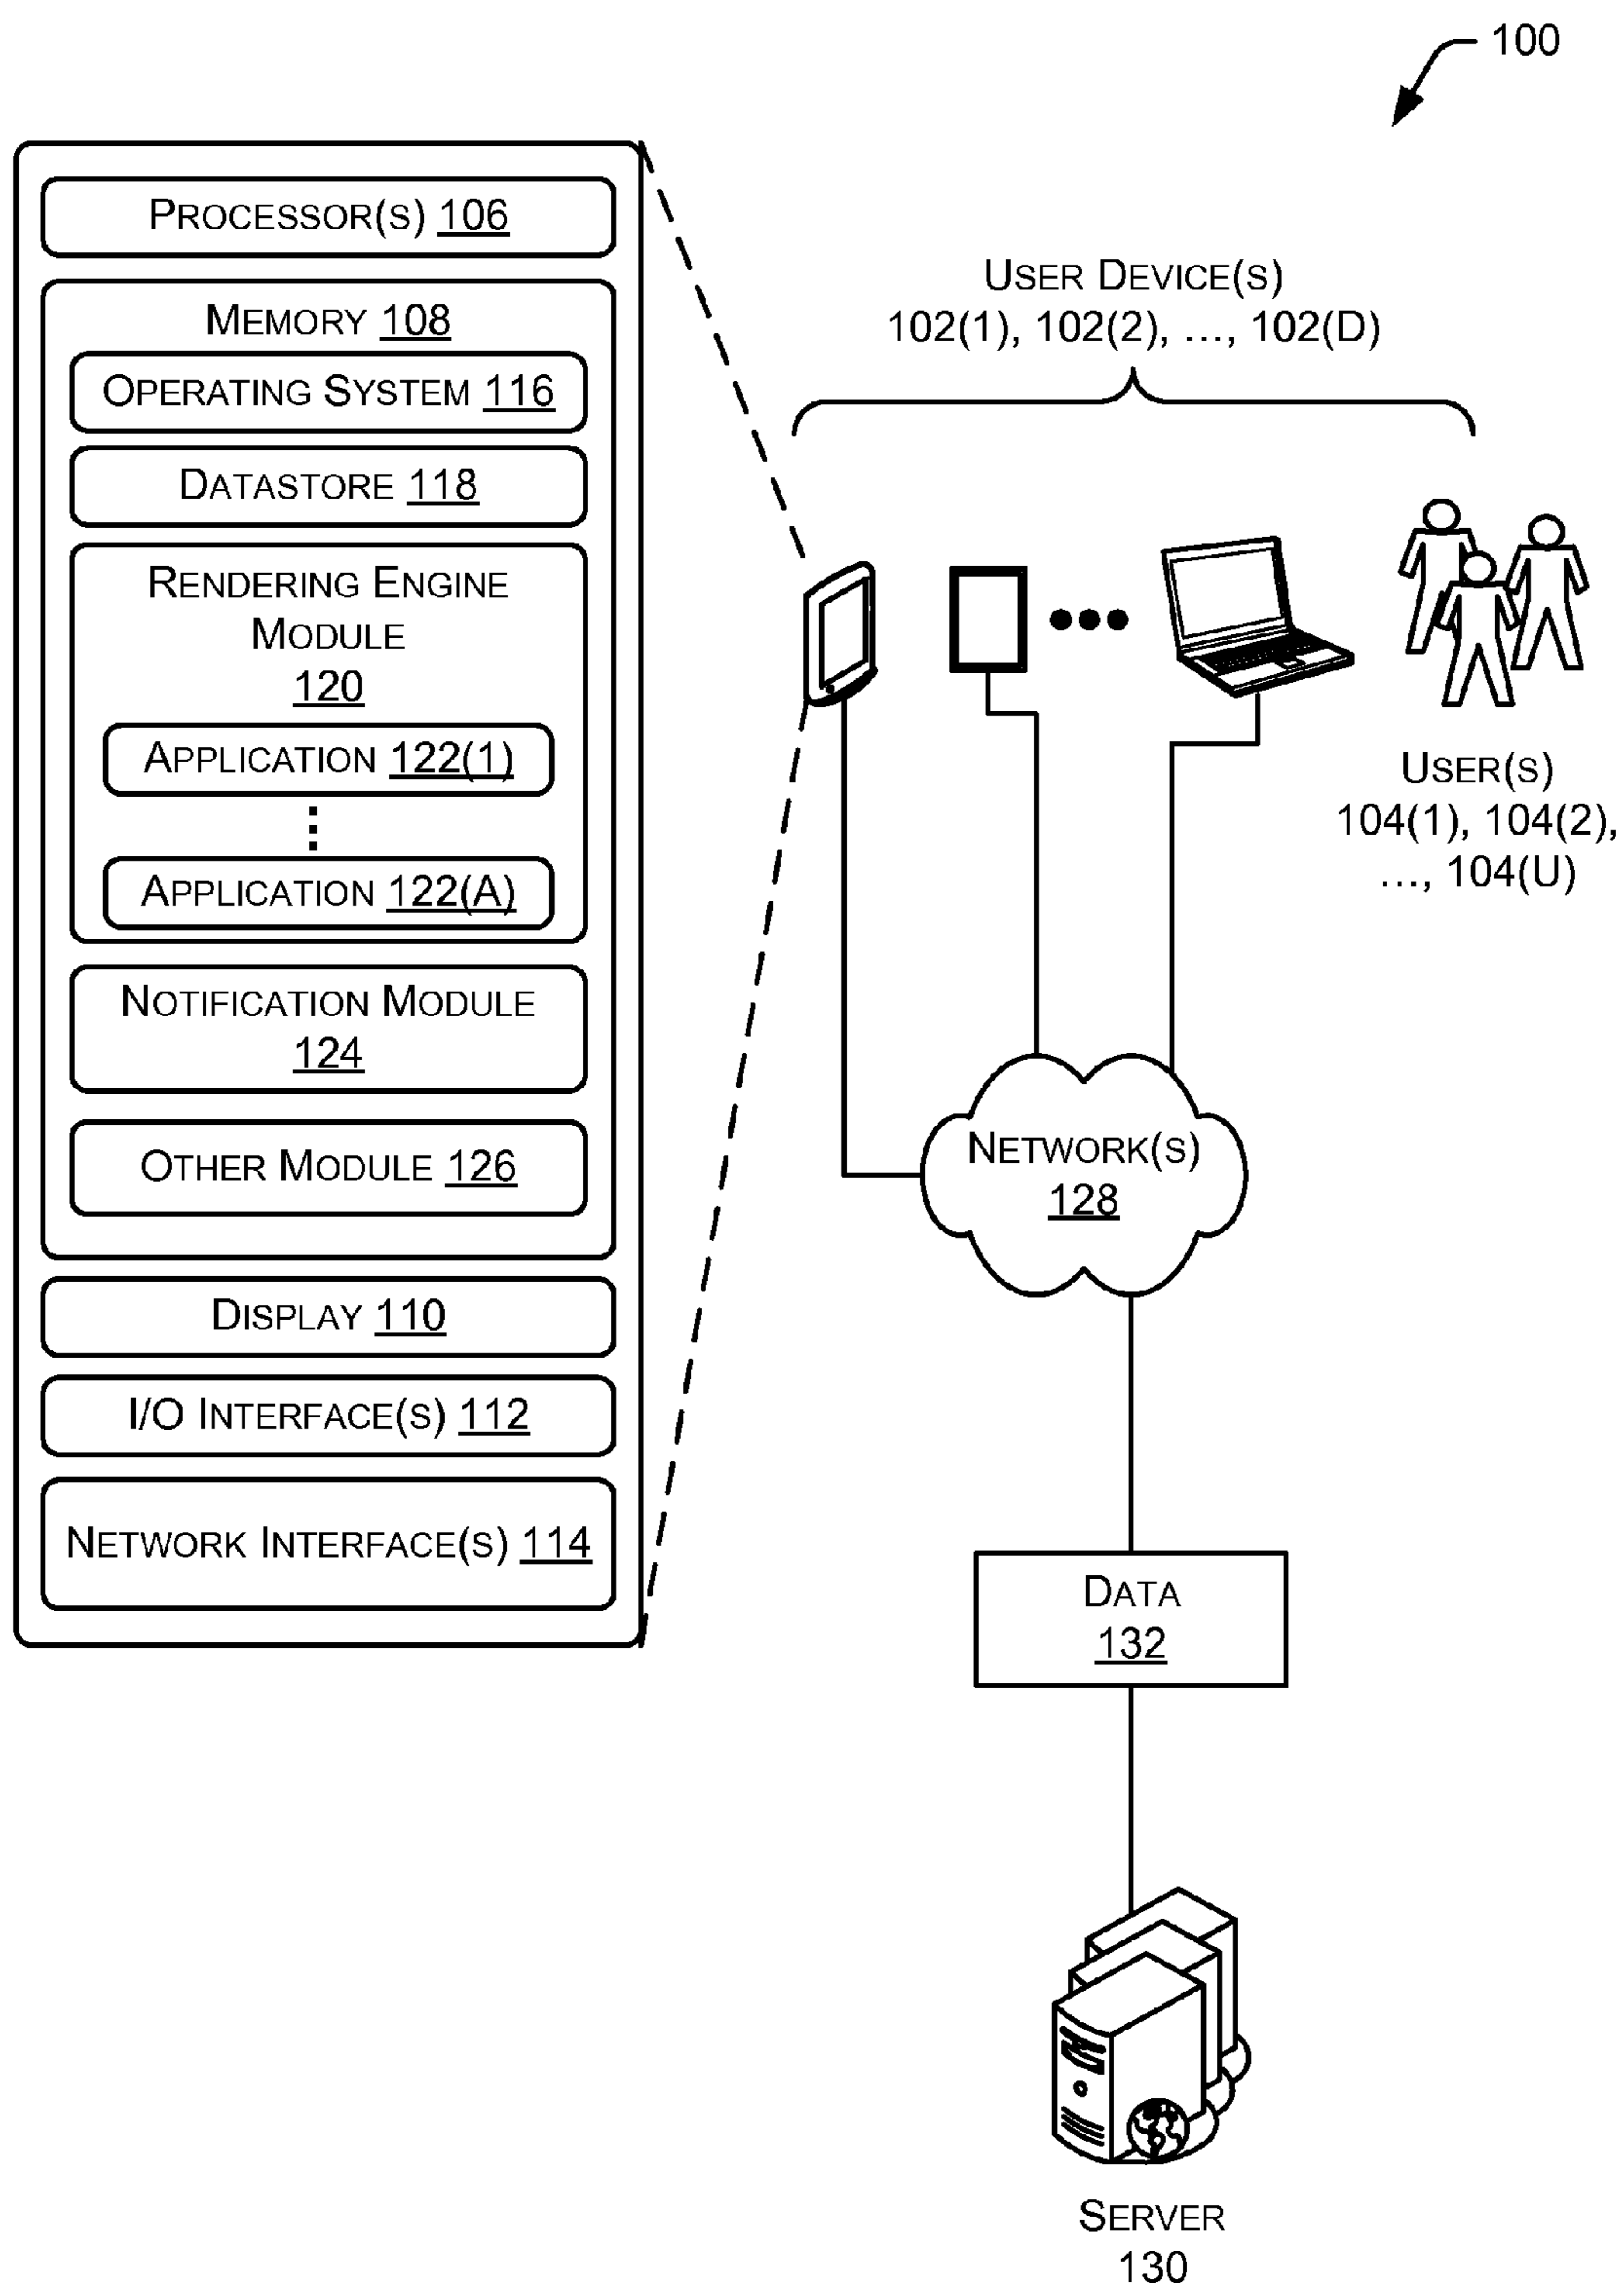 100
PROCESSOR(S) 106
MEMORY 108
OPERATING SYSTEM 116
DATASTORE 118
RENDERING ENGINE
MODULE
120
APPLICATION 122(1)
⋮
APPLICATION 122(A)
NOTIFICATION MODULE
124
OTHER MODULE 126
DISPLAY 110
I/O INTERFACE(S) 112
NETWORK INTERFACE(S) 114
USER DEVICE(S)
102(1), 102(2), ..., 102(D)
USER(S)
104(1), 104(2),
..., 104(U)
NETWORK(S)
128
DATA
132
SERVER
130